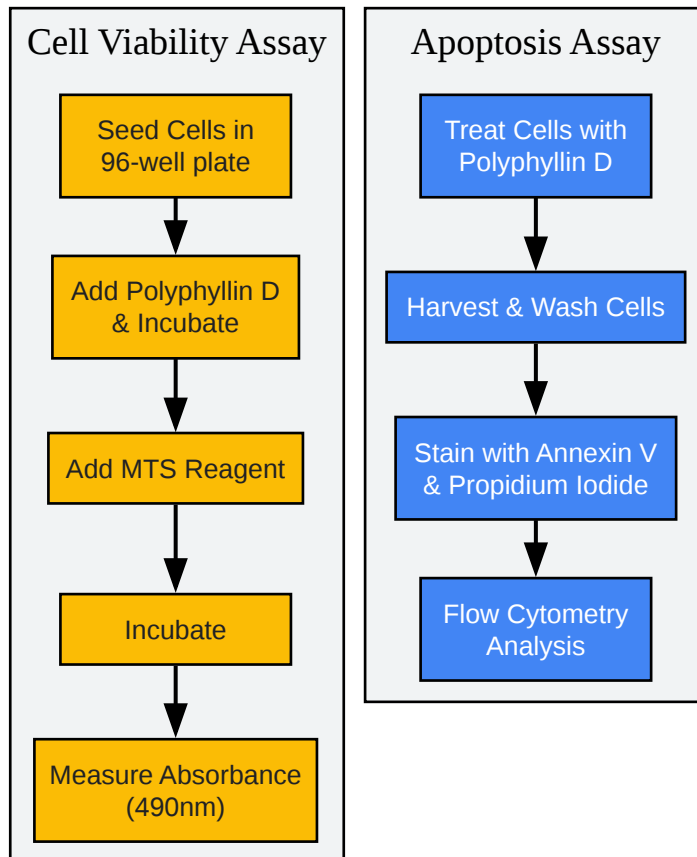 Cell Viability Assay
Seed Cells in
96-well plate
Add Polyphyllin D
& Incubate
Add MTS Reagent
Incubate
Measure Absorbance
(490nm)
Apoptosis Assay
Treat Cells with
Polyphyllin D
Harvest & Wash Cells
Stain with Annexin V
& Propidium Iodide
Flow Cytometry
Analysis